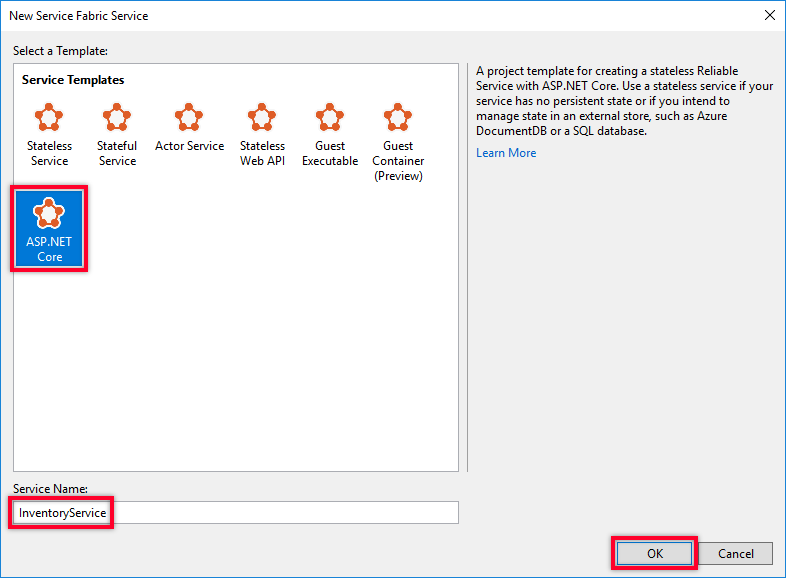 New Service Fabric Service
Select a Template:
Service Templates
Stateless
Service
Stateful
Service
Actor Service
Stateless
Web API
Guest
Executable
Guest
Container
(Preview)
ASP.NET
Core
A project template for creating a stateless Reliable
Service with ASP.NET Core. Use a stateless service if your
service has no persistent state or if you intend to
manage state in an external store, such as Azure
DocumentDB or a SQL database.
Learn More
Service Name:
InventoryService
OK
Cancel